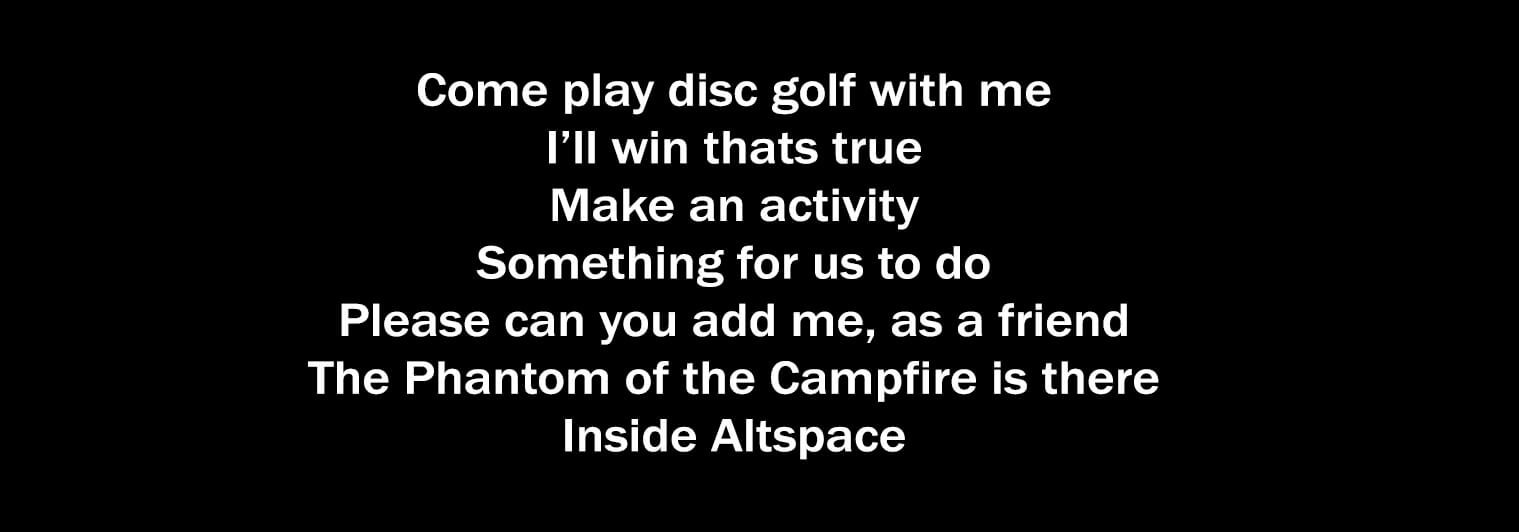 Come play disc golf with me
I’ll win thats true
Make an activity
Something for us to do
Please can you add me, as a friend
The Phantom of the Campfire is there
Inside Altspace